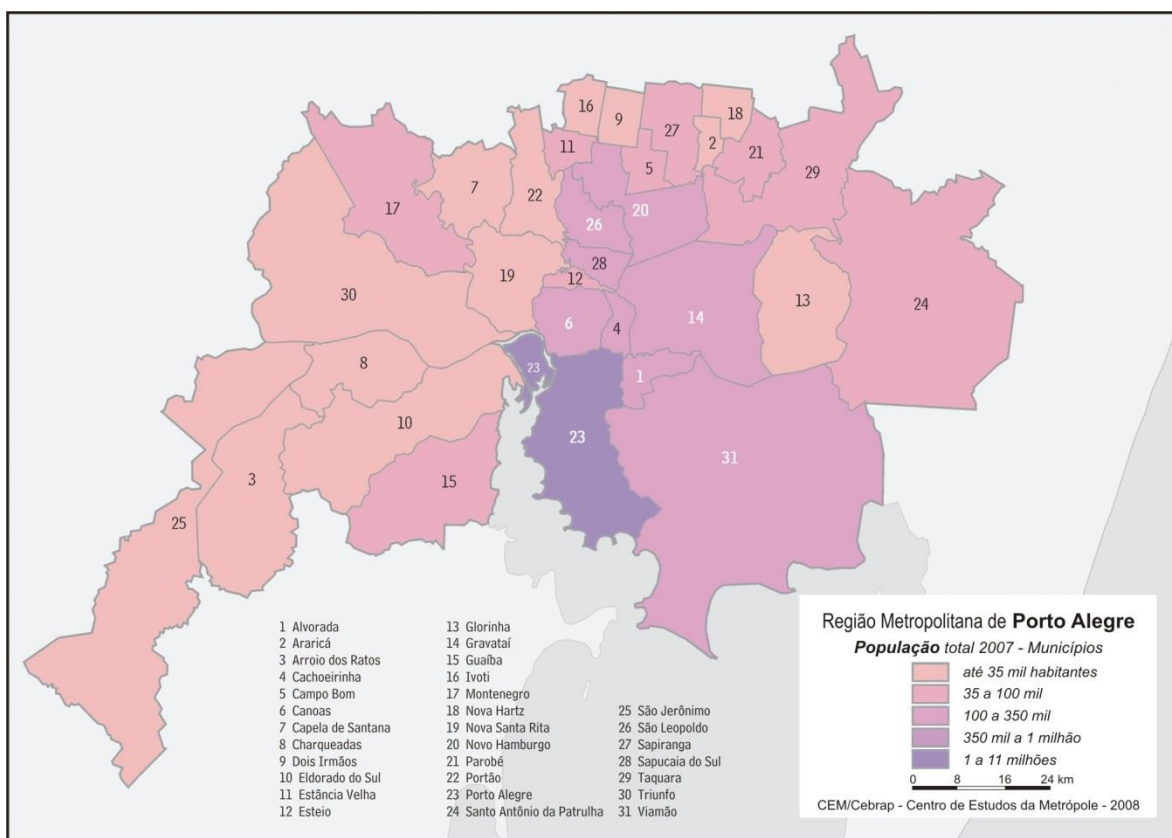 16
9
18
27
2
11
5
21
7
22
29
17
20
26
19
28
12
30
13
24
6
4
14
8
23
1
10
23
31
3
15
25
1 Alvorada
2 Araricá
3 Arroio dos Ratos
4 Cachoeirinha
5 Campo Bom
6 Canoas
7 Capela de Santana
8 Charqueadas
9 Dois Irmãos
10 Eldorado do Sul
11 Estância Velha
12 Esteio
13 Glorinha
14 Gravataí
15 Guaíba
16 Ivoti
17 Montenegro
18 Nova Hartz
19 Nova Santa Rita
20 Novo Hamburgo
21 Parobé
22 Portão
23 Porto Alegre
24 Santo Antônio da Patrulha
25 São Jerônimo
26 São Leopoldo
27 Sapiranga
28 Sapucaia do Sul
29 Taquara
30 Triunfo
31 Viamão
Região Metropolitana de Porto Alegre
População total 2007 - Municípios
até 35 mil habitantes
35 a 100 mil
100 a 350 mil
350 mil a 1 milhão
1 a 11 milhões
0 8 16 24 km
CEM/Cebrap - Centro de Estudos da Metrópole - 2008